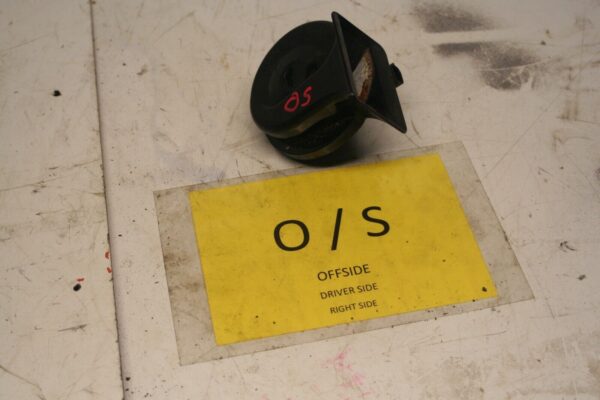 OS
O / S
OFFSIDE
DRIVER SIDE
RIGHT SIDE